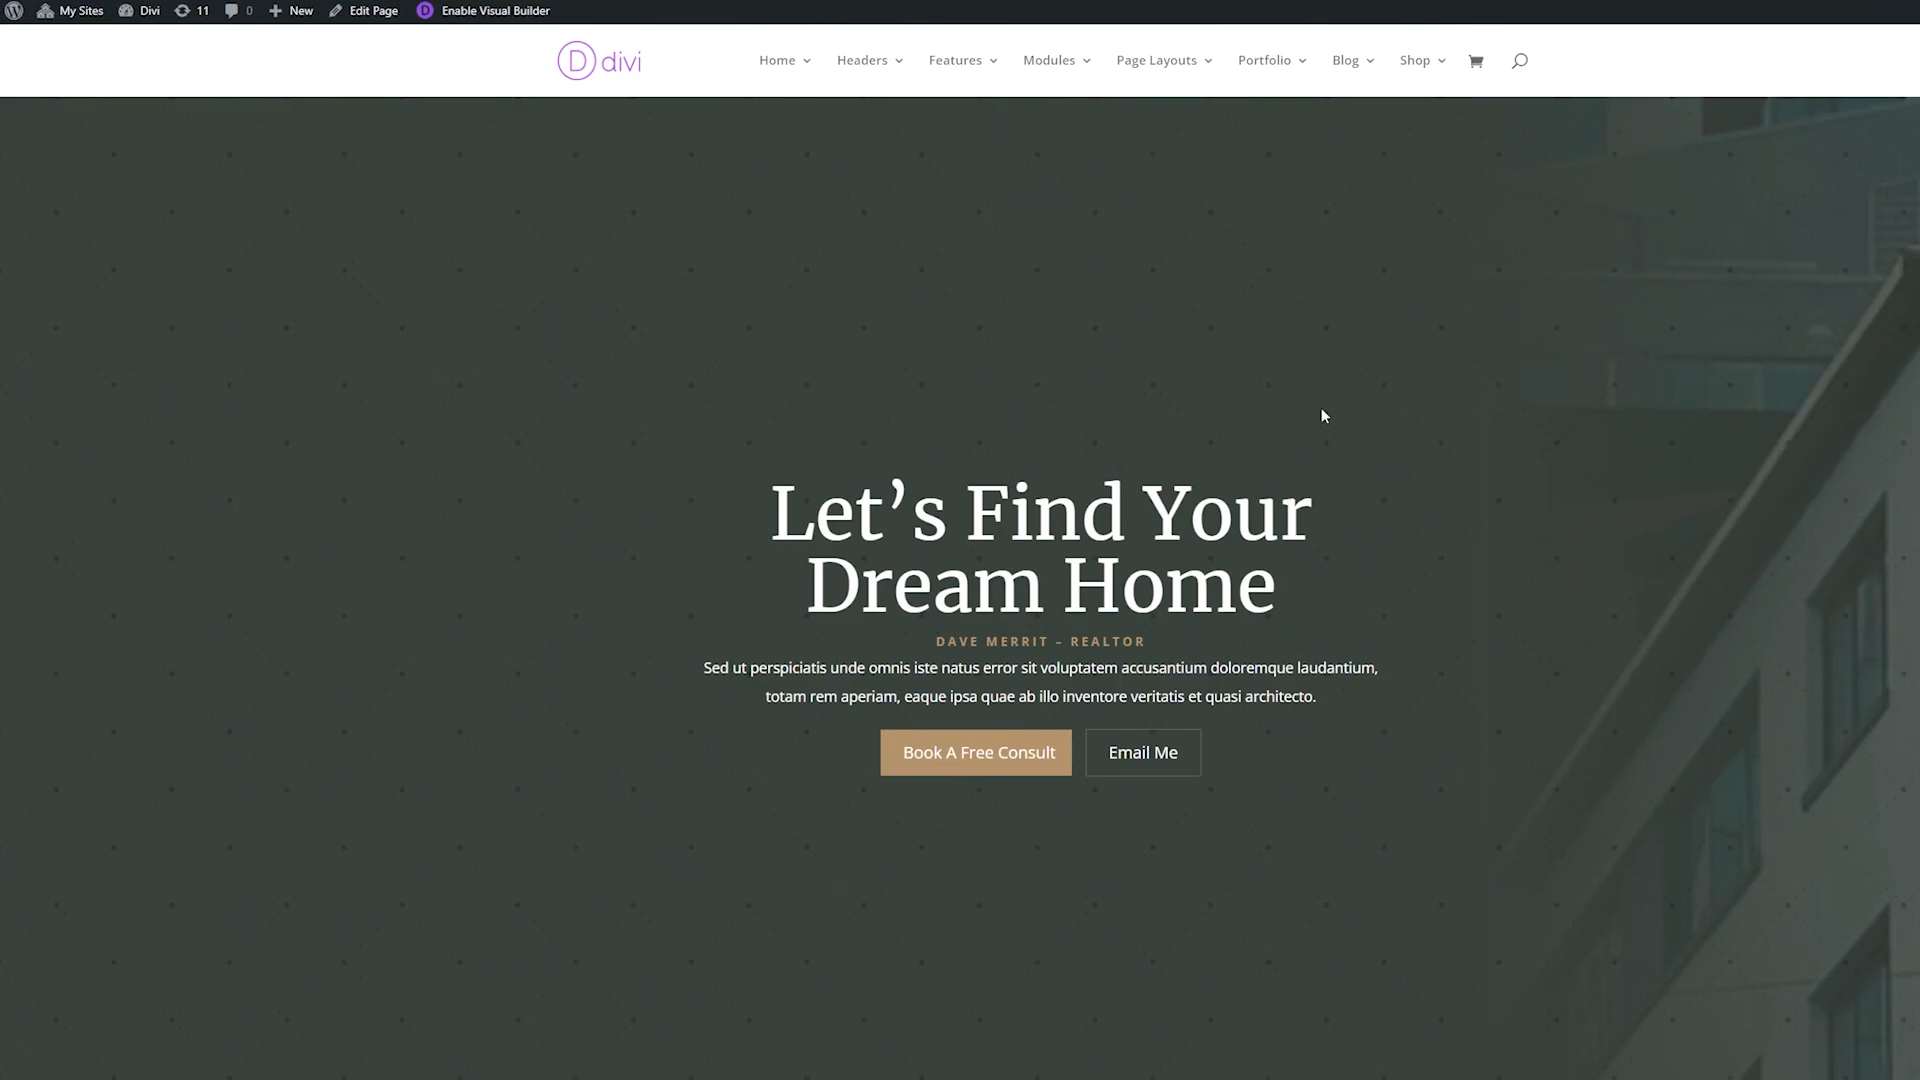 My Sites Divi 11 0 New Edit Page D Enable Visual Builder
D divi Home Headers Features Modules Page Layouts Portfolio Blog Shop
Let’s Find Your
Dream Home
DAVE MERRIT – REALTOR
Sed ut perspiciatis unde omnis iste natus error sit voluptatem accusantium doloremque laudantium,
totam rem aperiam, eaque ipsa quae ab illo inventore veritatis et quasi architecto.
Book A Free Consult Email Me